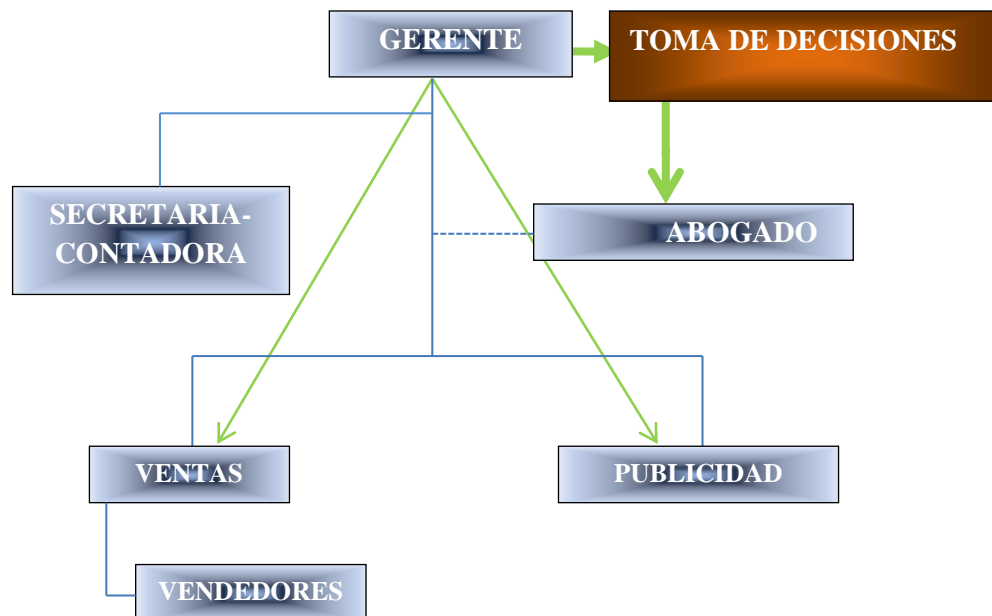 GERENTE
TOMA DE DECISIONES
SECRETARIA-
CONTADORA
ABOGADO
VENTAS
PUBLICIDAD
VENDEDORES